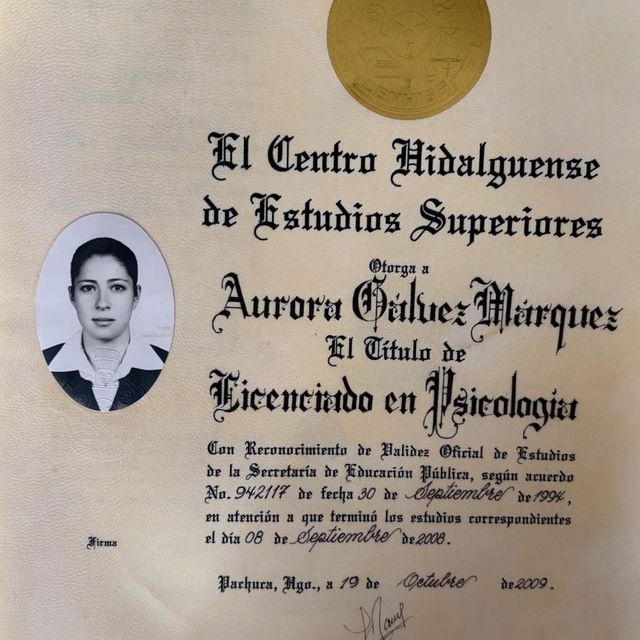 El Centro Hidalguense
de Estudios Superiores
Otorga a
Aurora Gálvez Márquez
El Título de
Licenciado en Psicología
Con Reconocimiento de Validez Oficial de Estudios
de la Secretaría de Educación Pública, según acuerdo
No. 942117 de fecha 30 de Septiembre de 1994,
en atención a que terminó los estudios correspondientes
el día 08 de Septiembre de 2008.
Firma
Pachuca, Hgo., a 19 de Octubre de 2009.